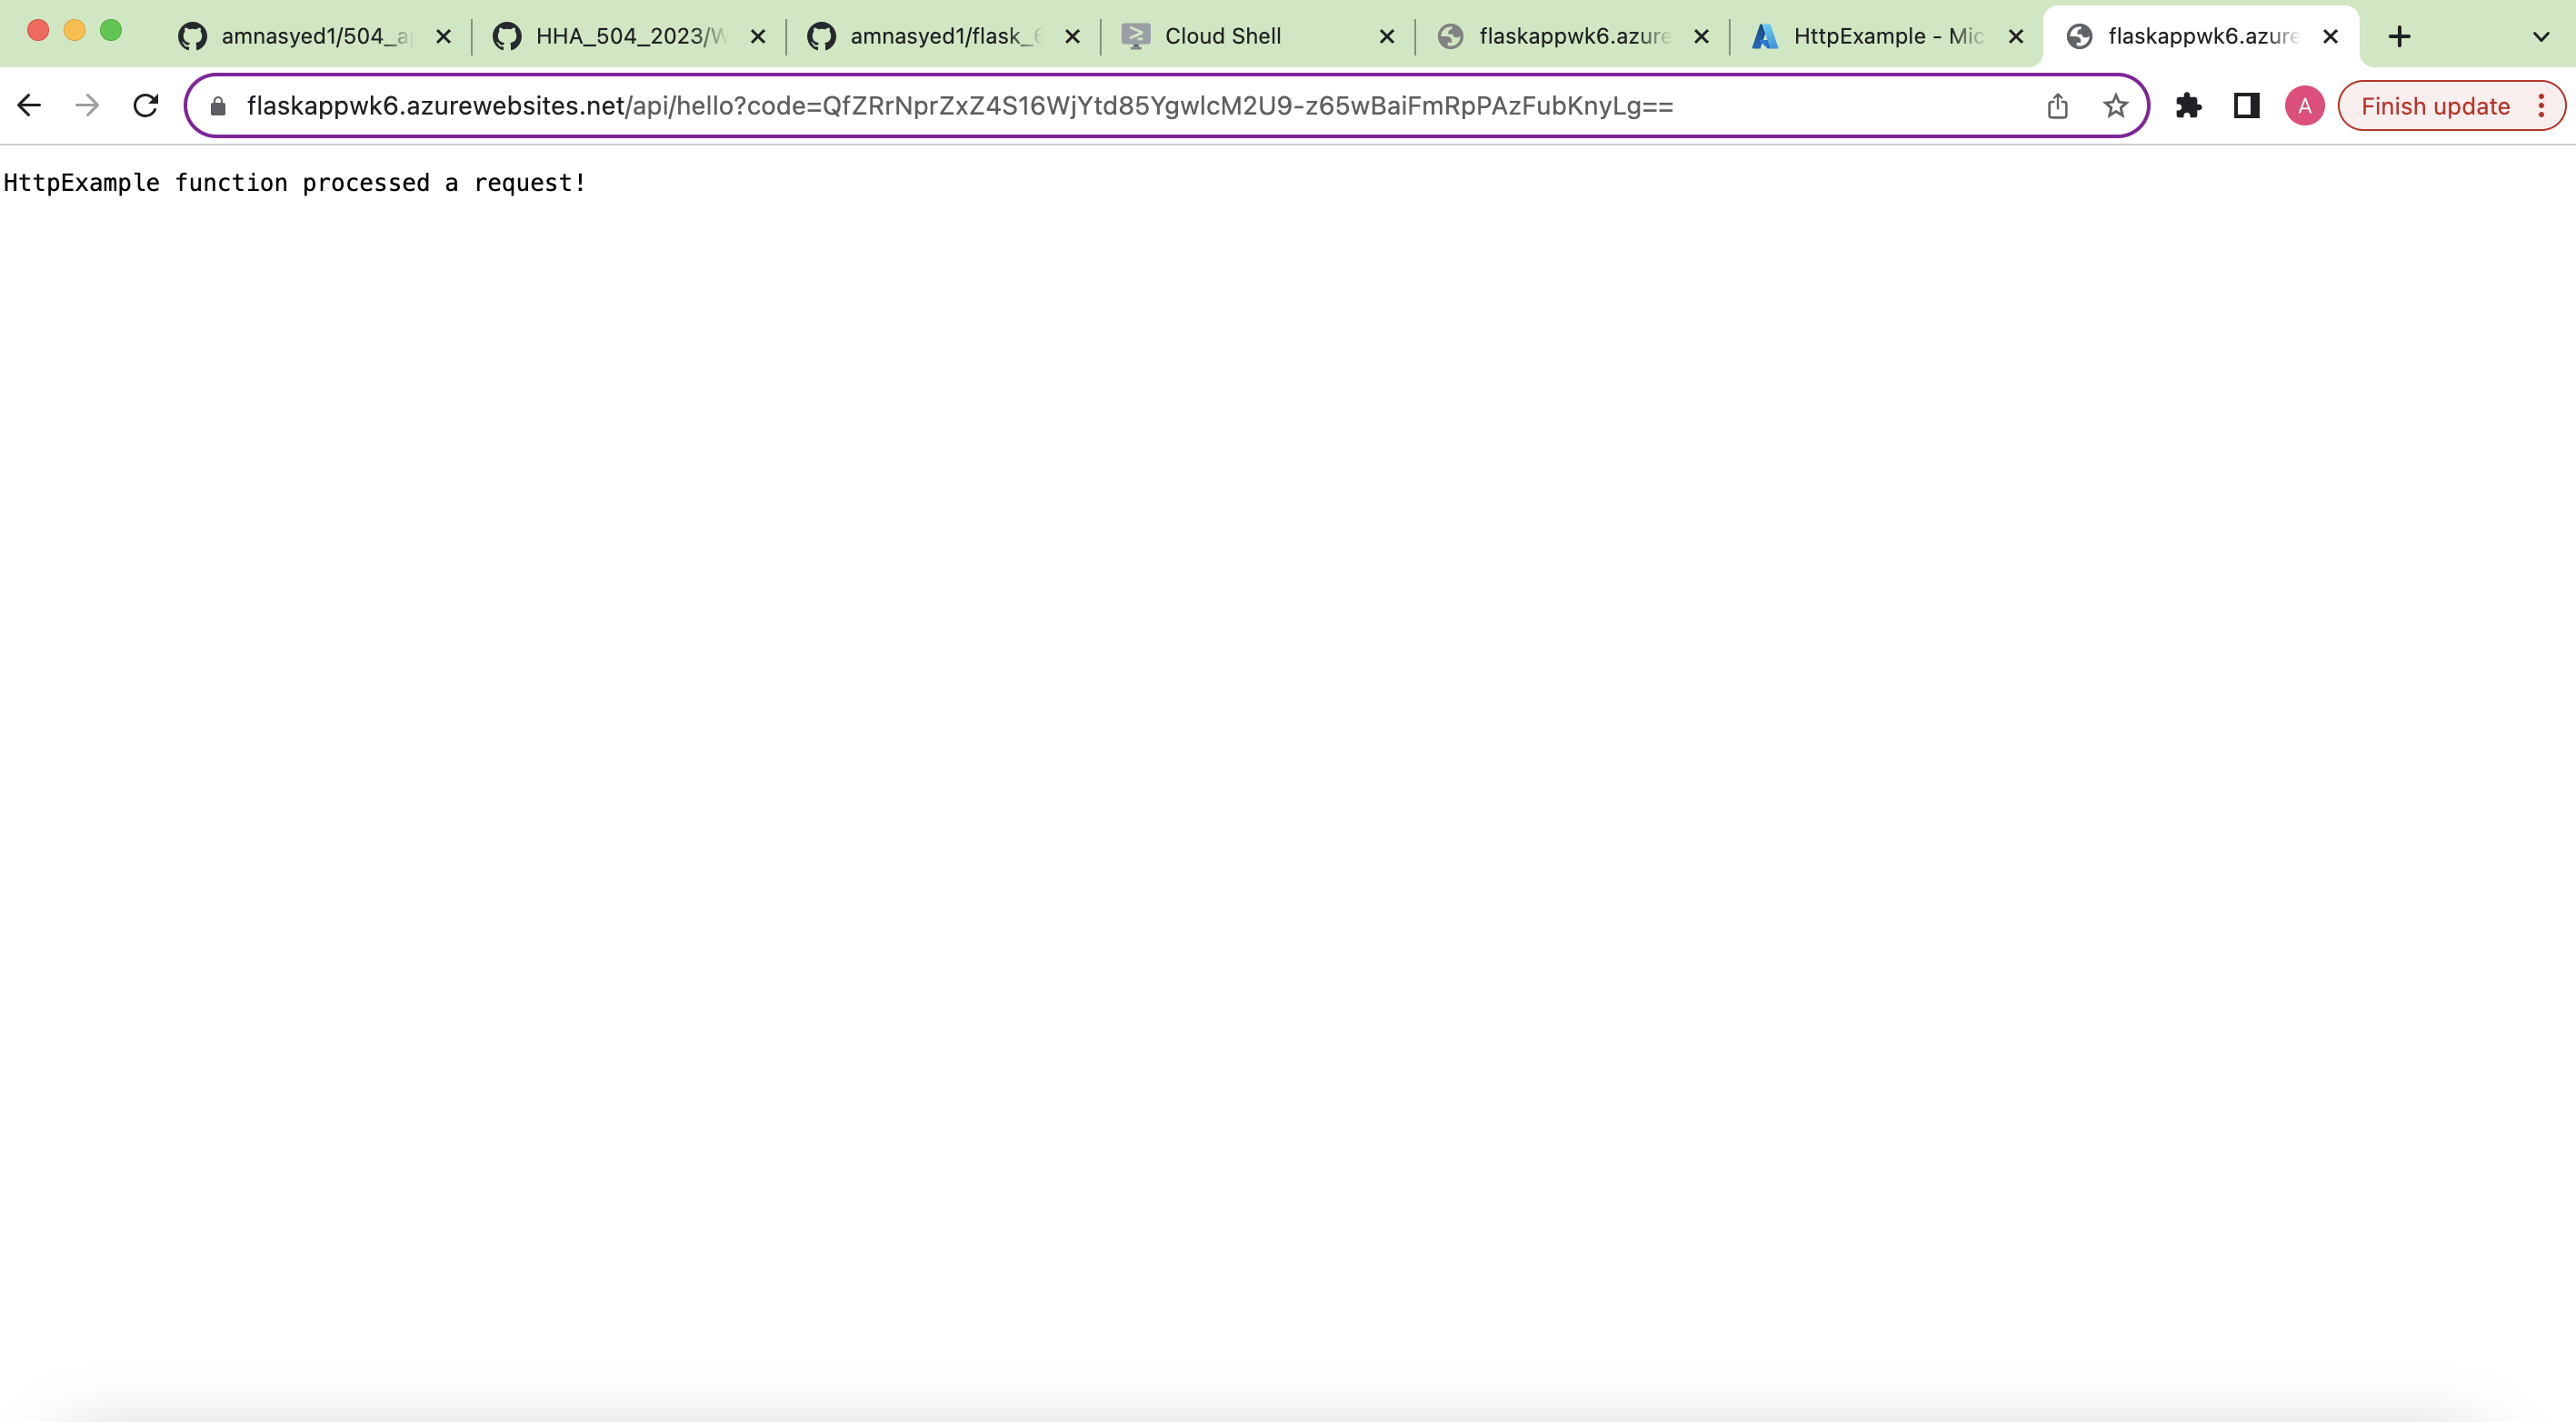 amnasyed1/504_a
HHA_504_2023/W
amnasyed1/flask_6
Cloud Shell
flaskappwk6.azure
HttpExample - Mic
flaskappwk6.azure
flaskappwk6.azurewebsites.net/api/hello?code=QfZRrNprZxZ4S16WjYtd85YgwlcM2U9-z65wBaiFmRpPAzFubKnyLg==
A
Finish update
HttpExample function processed a request!